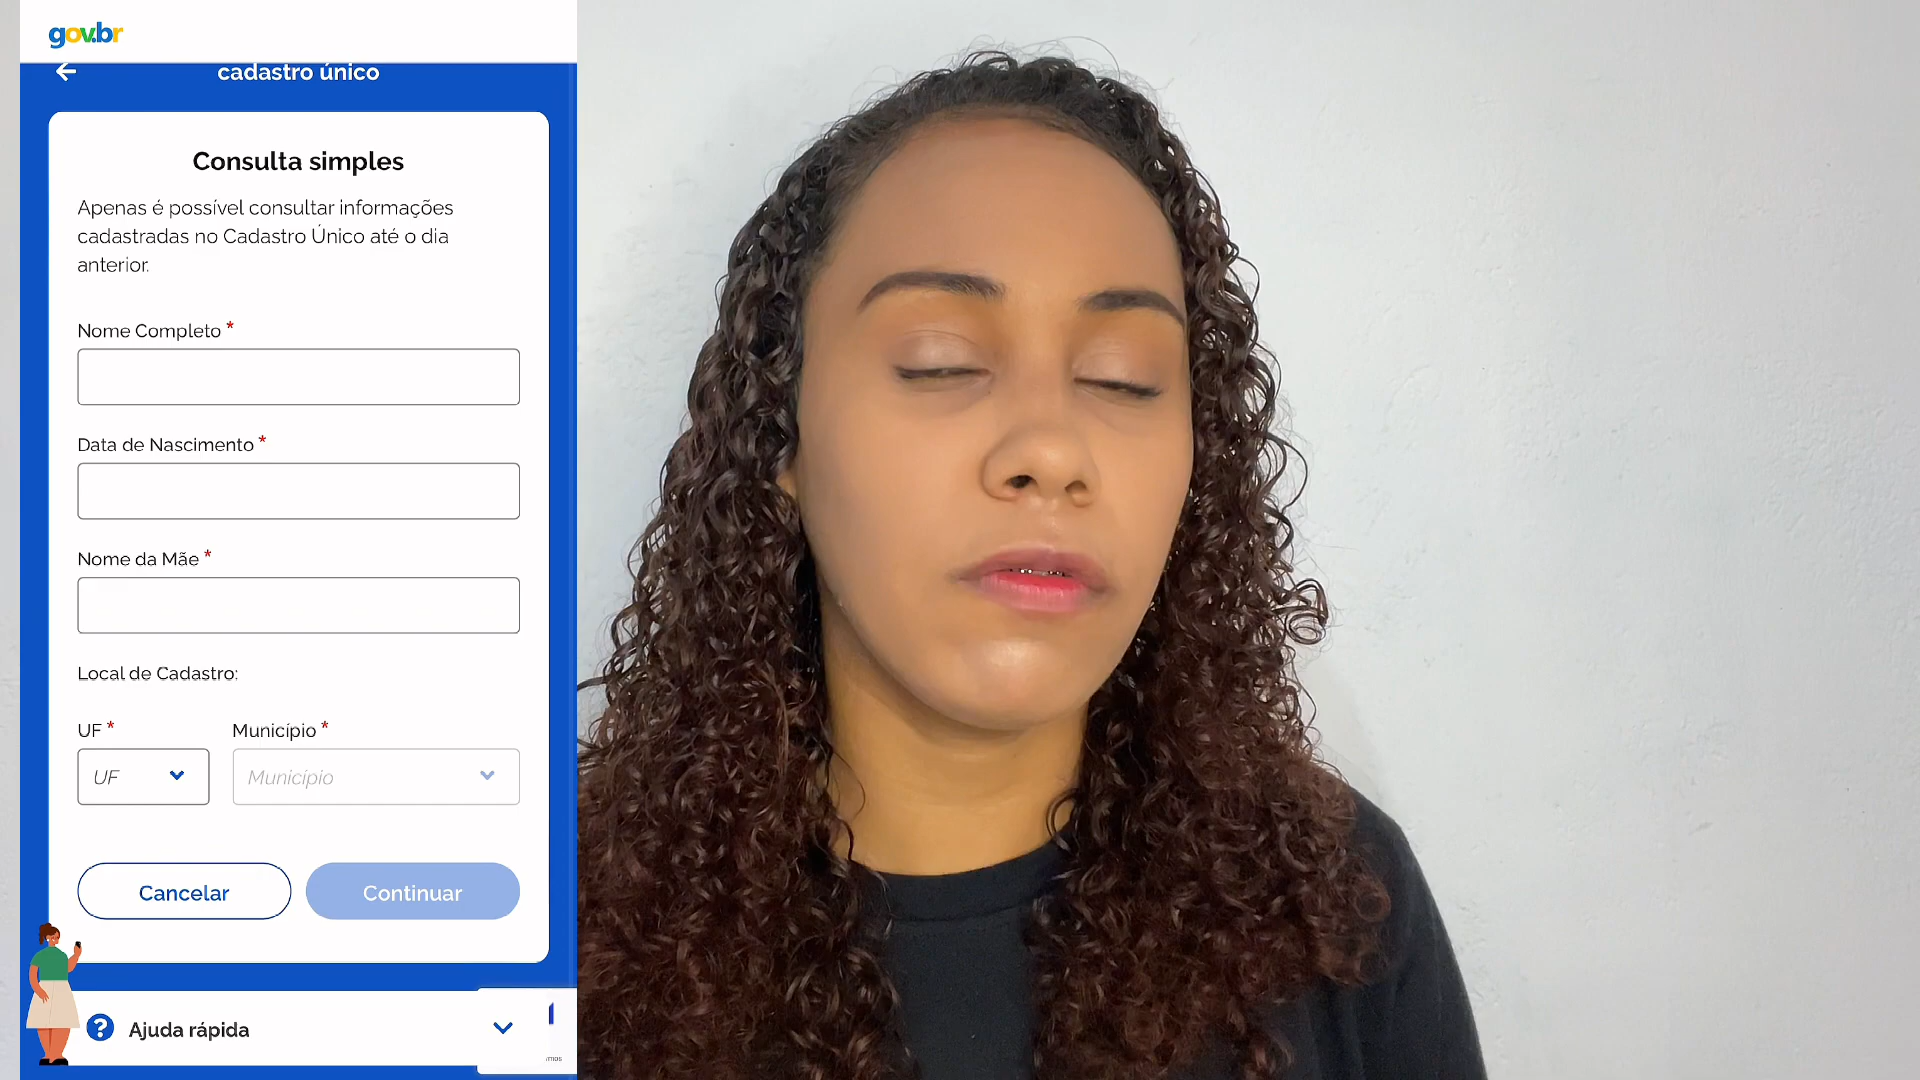 gov.br
cadastro único
Consulta simples
Apenas é possível consultar informações
cadastradas no Cadastro Único até o dia
anterior.
Nome Completo *
Data de Nascimento *
Nome da Mãe *
Local de Cadastro:
UF * Município *
UF Município
Cancelar Continuar
? Ajuda rápida